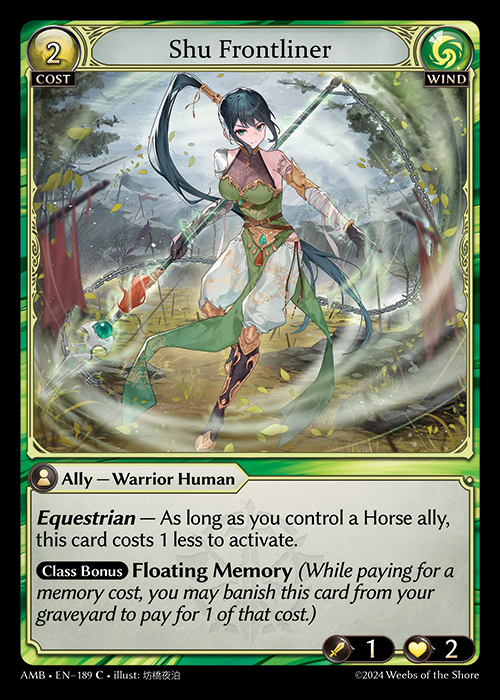 2
Shu Frontliner
COST
WIND
Ally — Warrior Human
Equestrian — As long as you control a Horse ally,
this card costs 1 less to activate.
Class Bonus Floating Memory (While paying for a
memory cost, you may banish this card from your
graveyard to pay for 1 of that cost.)
1
2
AMB • EN–189 C • illust: 坊橋夜泊
©2024 Weebs of the Shore